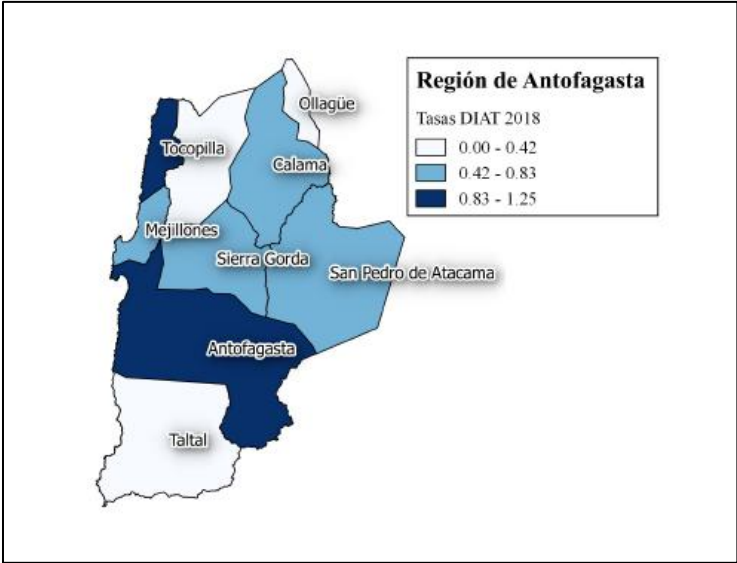 Región de Antofagasta
Tasas DIAT 2018
0.00 - 0.42
0.42 - 0.83
0.83 - 1.25
Ollagüe
Tocopilla
Calama
Mejillones
Sierra Gorda
San Pedro de Atacama
Antofagasta
Taltal